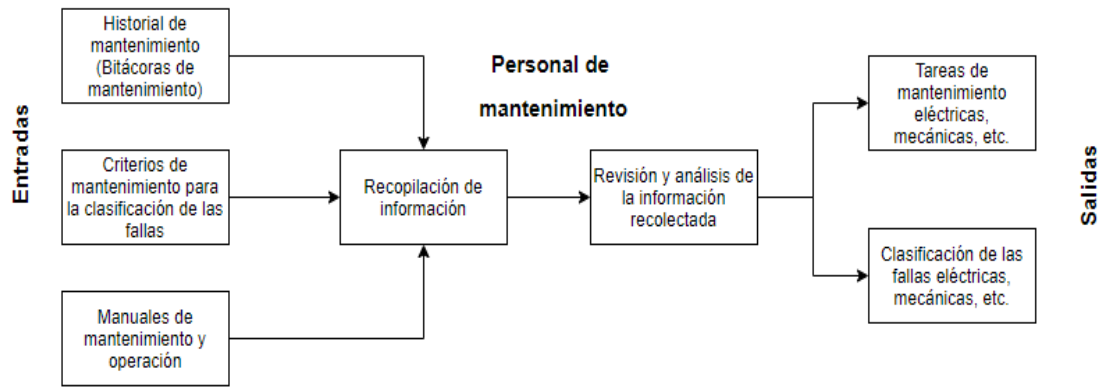 Entradas
Historial de
mantenimiento
(Bitácoras de
mantenimiento)
Criterios de
mantenimiento para
la clasificación de las
fallas
Manuales de
mantenimiento y
operación
Personal de
mantenimiento
Recopilación de
información
Revisión y análisis de
la información
recolectada
Tareas de
mantenimiento
eléctricas,
mecánicas, etc.
Clasificación de las
fallas eléctricas,
mecánicas, etc.
Salidas